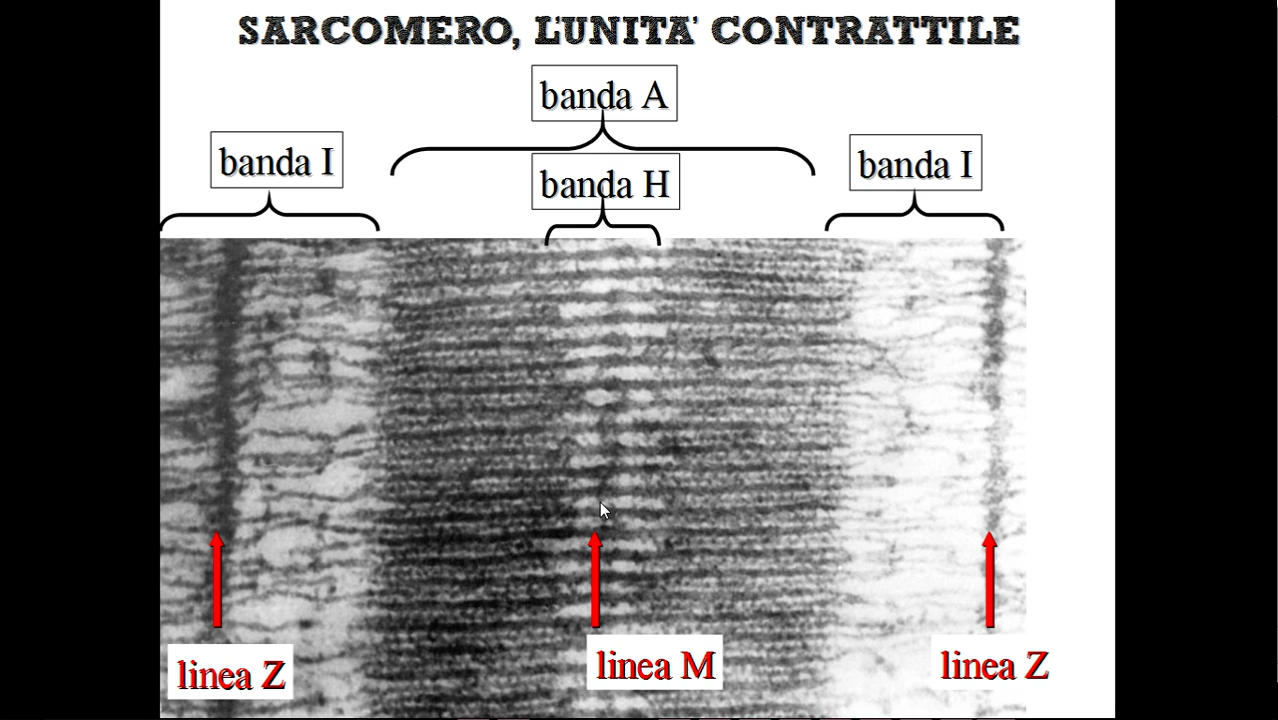 SARCOMERO, L'UNITA' CONTRATTILE
banda A
banda I
banda I
banda H
linea Z
linea M
linea Z